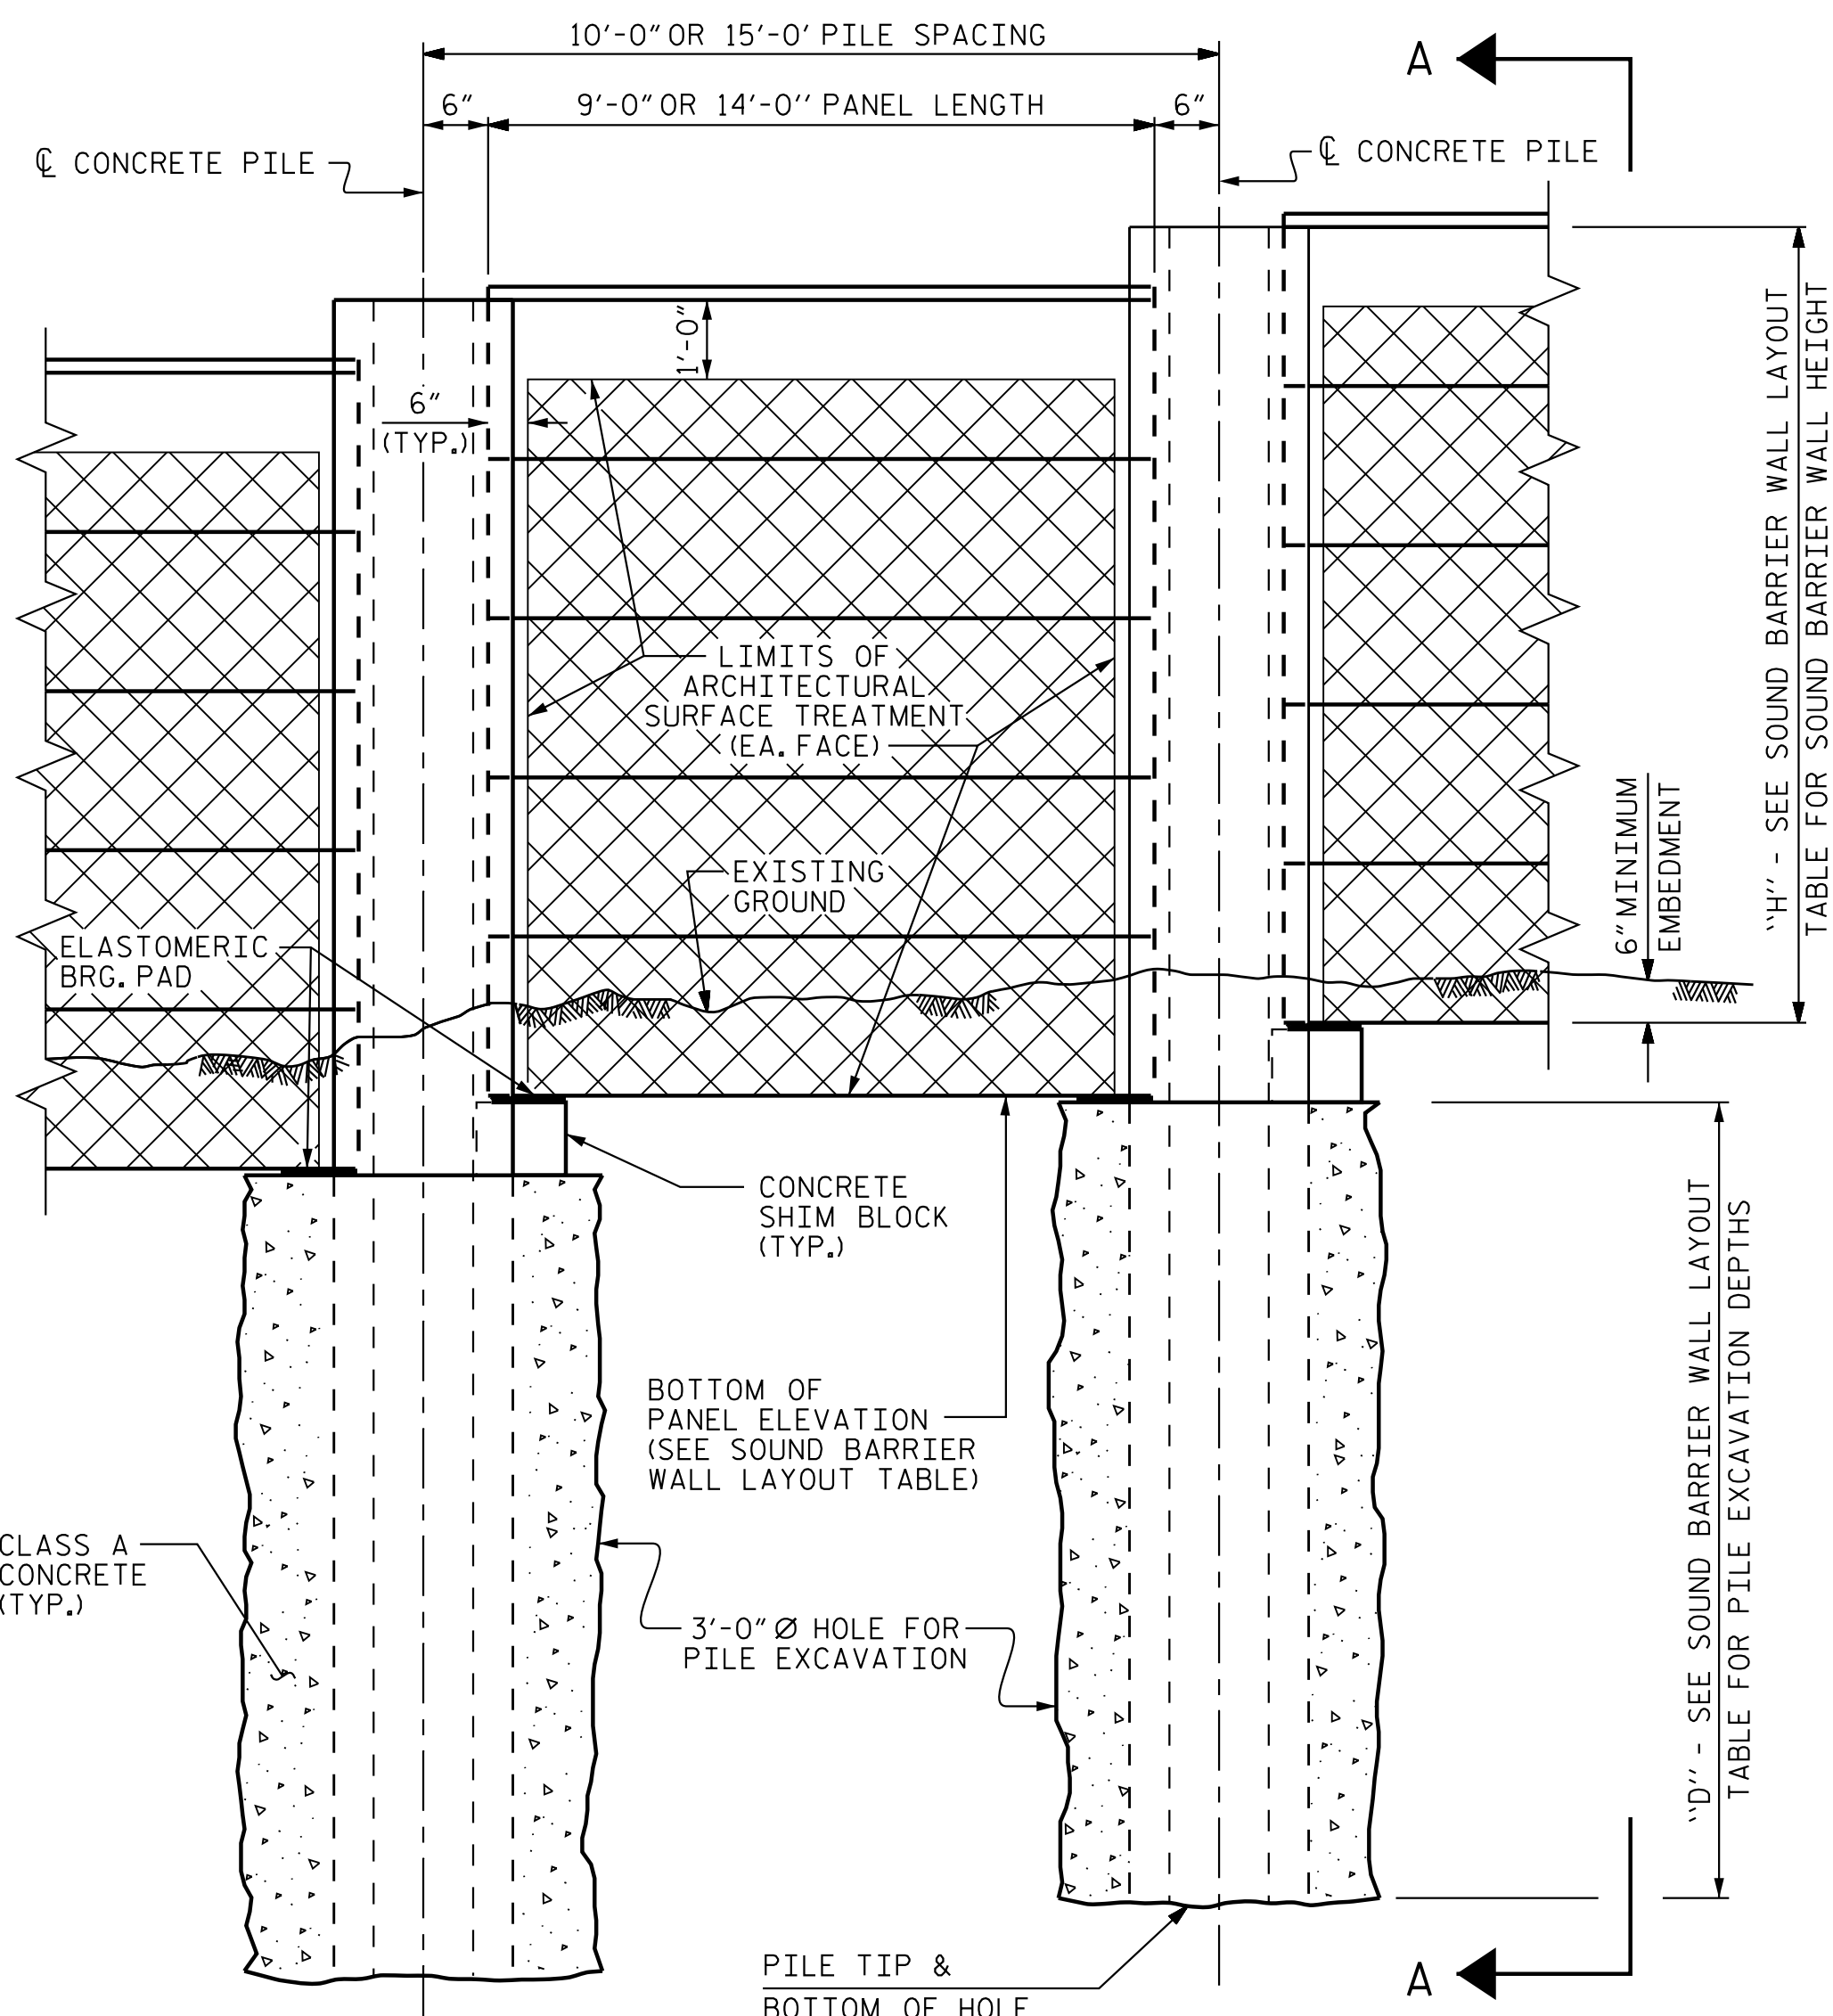 10'-0" OR 15'-0' PILE SPACING
A
6"
9'-0" OR 14'-0'' PANEL LENGTH
6"
℄ CONCRETE PILE
℄ CONCRETE PILE
1'-0"
6"
(TYP.)
LIMITS OF
ARCHITECTURAL
SURFACE TREATMENT
(EA. FACE)
EXISTING
GROUND
ELASTOMERIC
BRG. PAD
6" MINIMUM
EMBEDMENT
"H" - SEE SOUND BARRIER WALL LAYOUT
TABLE FOR SOUND BARRIER WALL HEIGHT
CONCRETE
SHIM BLOCK
(TYP.)
BOTTOM OF
PANEL ELEVATION
(SEE SOUND BARRIER
WALL LAYOUT TABLE)
CLASS A
CONCRETE
(TYP.)
3'-0" Ø HOLE FOR
PILE EXCAVATION
"D" - SEE SOUND BARRIER WALL LAYOUT
TABLE FOR PILE EXCAVATION DEPTHS
PILE TIP &
BOTTOM OF HOLE
A